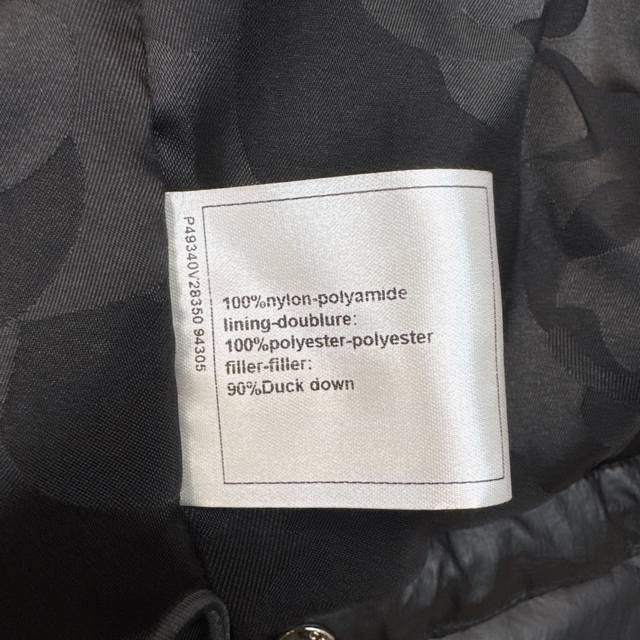 P49340V28350 94305
100%nylon-polyamide
lining-doublure:
100%polyester-polyester
filler-filler:
90%Duck down